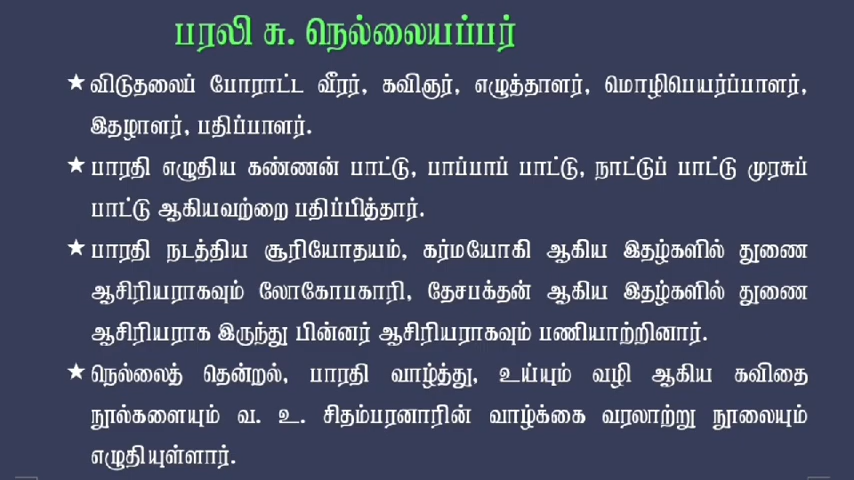 பரலி சு. நெல்லையப்பர்
★ விடுதலைப் போராட்ட வீரர், கவிஞர், எழுத்தாளர், மொழிபெயர்ப்பாளர்,
இதழாளர், பதிப்பாளர்.
★ பாரதி எழுதிய கண்ணன் பாட்டு, பாப்பாப் பாட்டு, நாட்டுப் பாட்டு முரசுப்
பாட்டு ஆகியவற்றை பதிப்பித்தார்.
★ பாரதி நடத்திய சூரியோதயம், கர்மயோகி ஆகிய இதழ்களில் துணை
ஆசிரியராகவும் லோகோபகாரி, தேசபக்தன் ஆகிய இதழ்களில் துணை
ஆசிரியராக இருந்து பின்னர் ஆசிரியராகவும் பணியாற்றினார்.
★ நெல்லைத் தென்றல், பாரதி வாழ்த்து, உய்யும் வழி ஆகிய கவிதை
நூல்களையும் வ. உ. சிதம்பரனாரின் வாழ்க்கை வரலாற்று நூலையும்
எழுதியுள்ளார்.